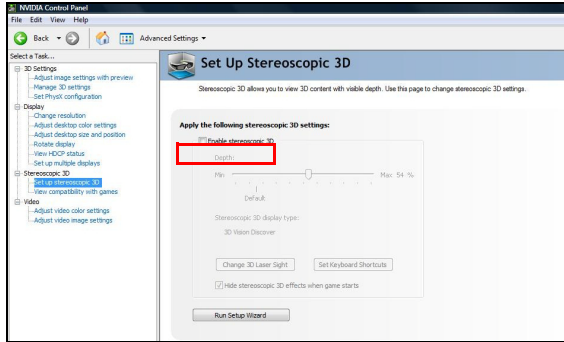 NVIDIA Control Panel
File Edit View Help
Back Advanced Settings
Select a Task...
3D Settings
Adjust image settings with preview
Manage 3D settings
Set PhysX configuration
Display
Change resolution
Adjust desktop color settings
Adjust desktop size and position
Rotate display
View HDCP status
Set up multiple displays
Stereoscopic 3D
Set up stereoscopic 3D
View compatibility with games
Video
Adjust video color settings
Adjust video image settings
Set Up Stereoscopic 3D
Stereoscopic 3D allows you to view 3D content with visible depth. Use this page to change stereoscopic 3D settings.
Apply the following stereoscopic 3D settings:
Enable stereoscopic 3D
Depth:
Min Max 54 %
Default
Stereoscopic 3D display type:
3D Vision Discover
Change 3D Laser Sight Set Keyboard Shortcuts
Hide stereoscopic 3D effects when game starts
Run Setup Wizard